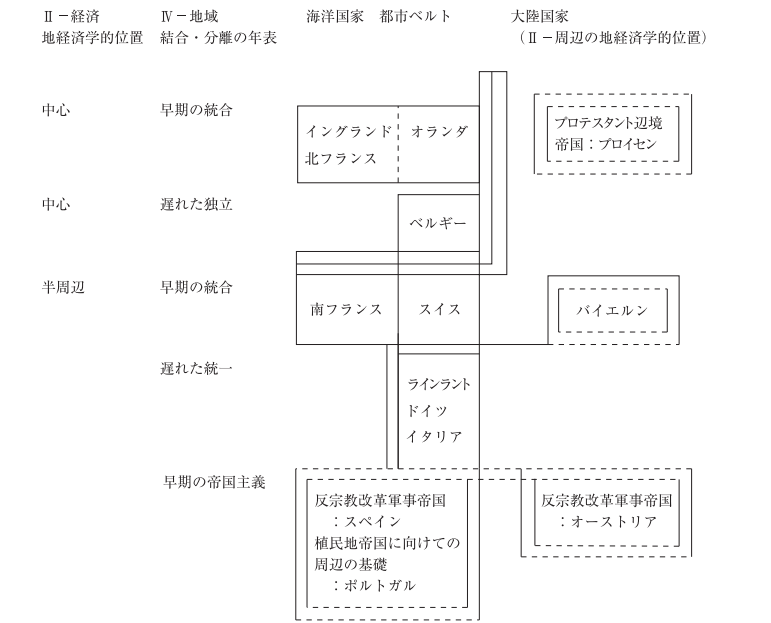 Ⅱ－経済
地経済学的位置
Ⅳ－地域
結合・分離の年表
海洋国家
都市ベルト
大陸国家
（Ⅱ－周辺の地経済学的位置）
中心
早期の統合
イングランド
北フランス
オランダ
プロテスタント辺境
帝国：プロイセン
中心
遅れた独立
ベルギー
半周辺
早期の統合
南フランス
スイス
バイエルン
遅れた統一
ラインラント
ドイツ
イタリア
早期の帝国主義
反宗教改革軍事帝国
：スペイン
植民地帝国に向けての
周辺の基礎
：ポルトガル
反宗教改革軍事帝国
：オーストリア